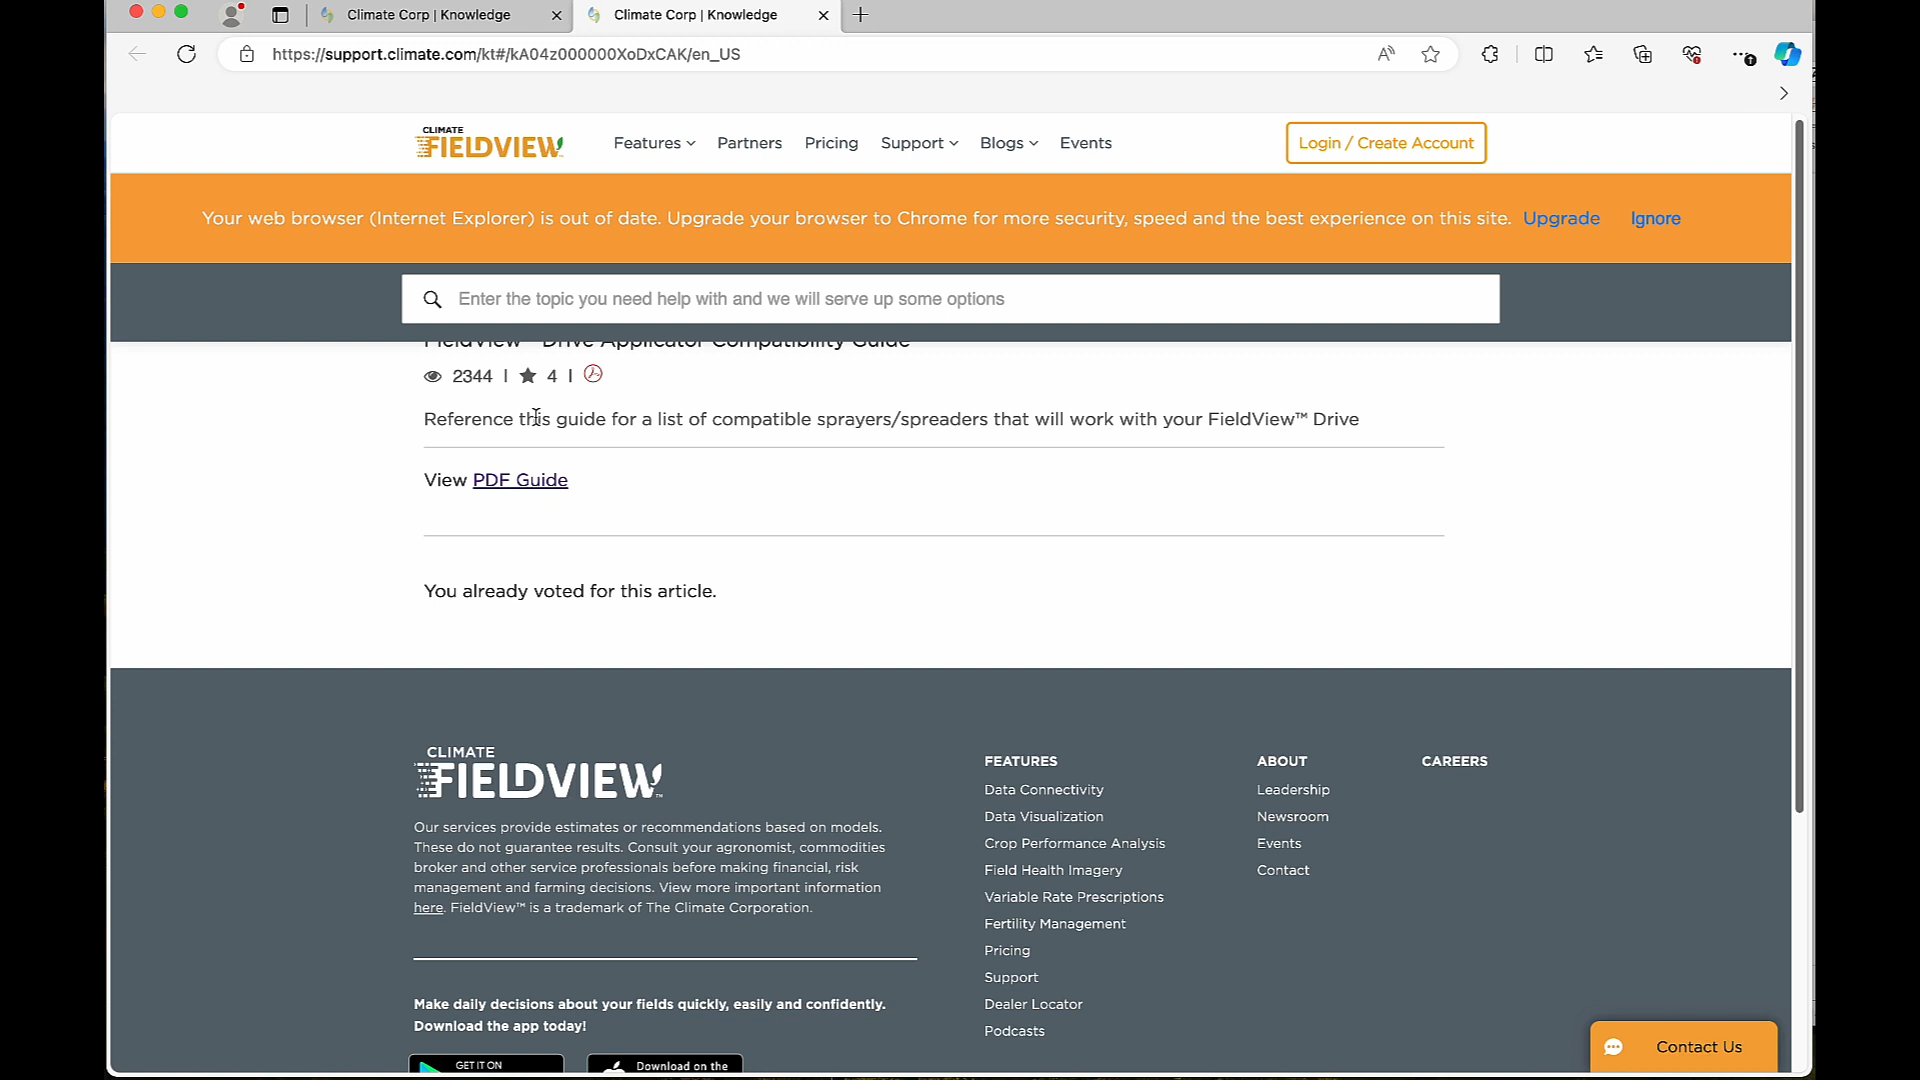 Climate Corp | Knowledge
Climate Corp | Knowledge
https://support.climate.com/kt#/kA04z000000XoDxCAK/en_US
CLIMATE
FIELDVIEW
Features
Partners
Pricing
Support
Blogs
Events
Login / Create Account
Your web browser (Internet Explorer) is out of date. Upgrade your browser to Chrome for more security, speed and the best experience on this site. Upgrade Ignore
Enter the topic you need help with and we will serve up some options
FieldView™ Drive Applicator Compatibility Guide
2344 | 4 |
Reference this guide for a list of compatible sprayers/spreaders that will work with your FieldView™ Drive
View PDF Guide
You already voted for this article.
CLIMATE
FIELDVIEW™
Our services provide estimates or recommendations based on models.
These do not guarantee results. Consult your agronomist, commodities
broker and other service professionals before making financial, risk
management and farming decisions. View more important information
here. FieldView™ is a trademark of The Climate Corporation.
Make daily decisions about your fields quickly, easily and confidently.
Download the app today!
GET IT ON
Download on the
FEATURES
Data Connectivity
Data Visualization
Crop Performance Analysis
Field Health Imagery
Variable Rate Prescriptions
Fertility Management
Pricing
Support
Dealer Locator
Podcasts
ABOUT
Leadership
Newsroom
Events
Contact
CAREERS
Contact Us